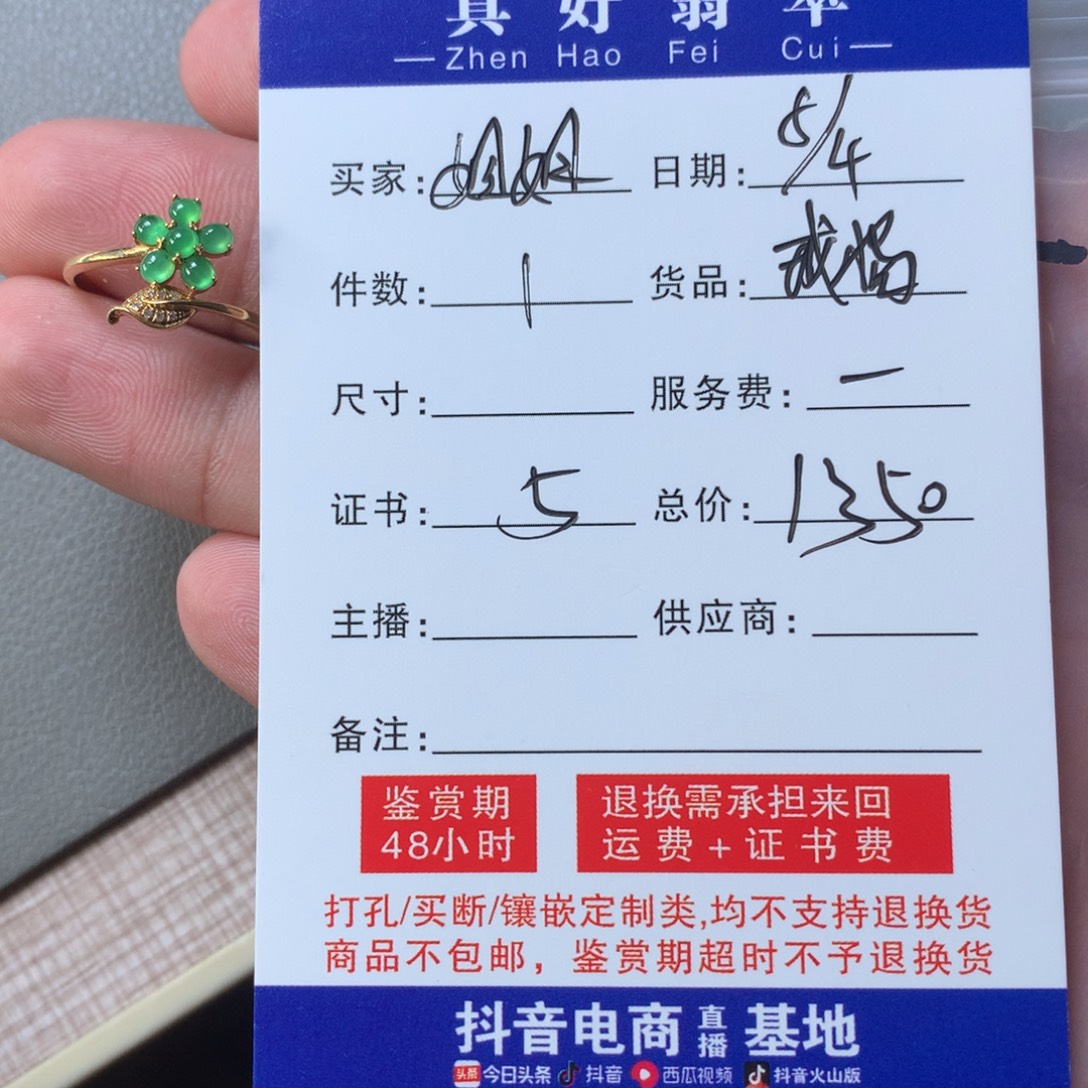 真好翡翠
—Zhen Hao Fei Cui—
买家: 日期: 5/4
件数: 1 货品: 戒指
尺寸: 服务费: 一
证书: 5 总价: 1350
主播: 供应商:
备注:
鉴赏期
48小时
退换需承担来回
运费+证书费
打孔/买断/镶嵌定制类,均不支持退换货
商品不包邮，鉴赏期超时不予退换货
抖音电商直播基地
头条 今日头条 抖音 西瓜视频 抖音火山版